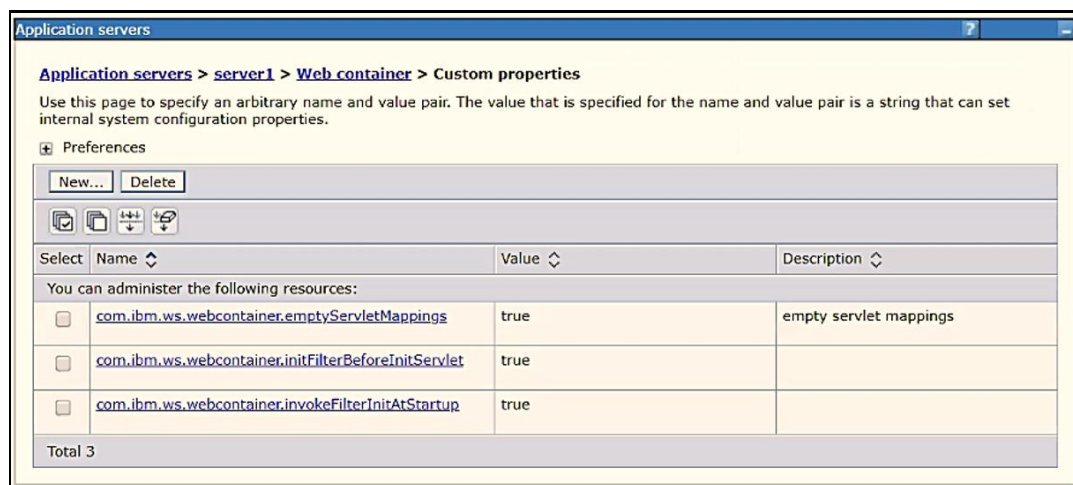 Application servers ? -
Application servers > server1 > Web container > Custom properties
Use this page to specify an arbitrary name and value pair. The value that is specified for the name and value pair is a string that can set
internal system configuration properties.
+ Preferences
New... Delete
Select Name Value Description
You can administer the following resources:
com.ibm.ws.webcontainer.emptyServletMappings true empty servlet mappings
com.ibm.ws.webcontainer.initFilterBeforeInitServlet true
com.ibm.ws.webcontainer.invokeFilterInitAtStartup true
Total 3